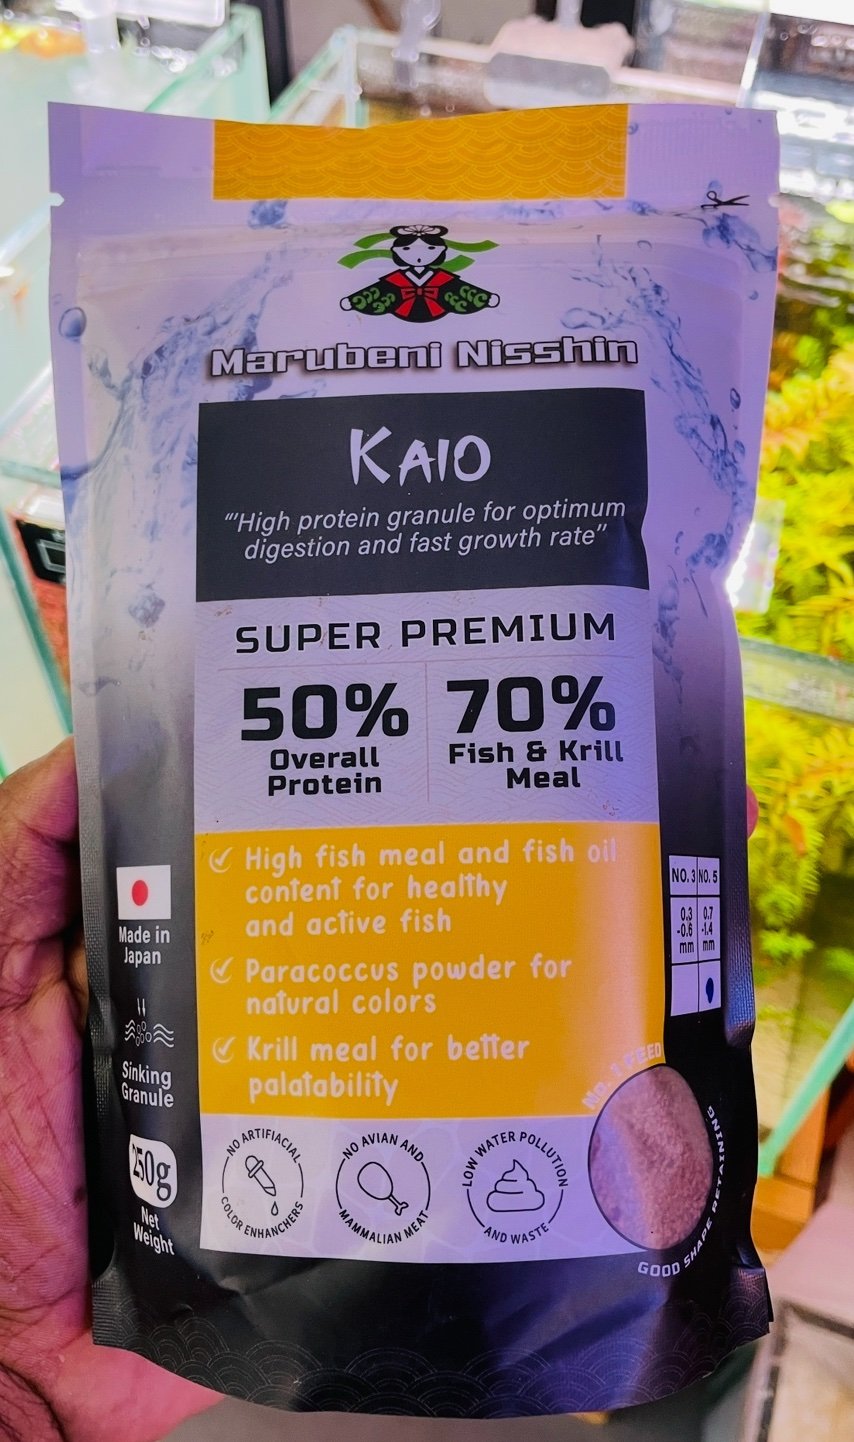 Marubeni Nisshin
KAIO
"'High protein granule for optimum
digestion and fast growth rate"
SUPER PREMIUM
50%
Overall
Protein
70%
Fish & Krill
Meal
High fish meal and fish oil
content for healthy
and active fish
Paracoccus powder for
natural colors
Krill meal for better
palatability
Made in
Japan
Sinking
Granule
250g
Net
Weight
NO. 3 NO. 5
0.3
-0.6
mm
0.7
-1.4
mm
NO ARTIFIACIAL
COLOR ENHANCHERS
NO AVIAN AND
MAMMALIAN MEAT
LOW WATER POLLUTION
AND WASTE
NO. 1 FEED
GOOD SHAPE RETAINING